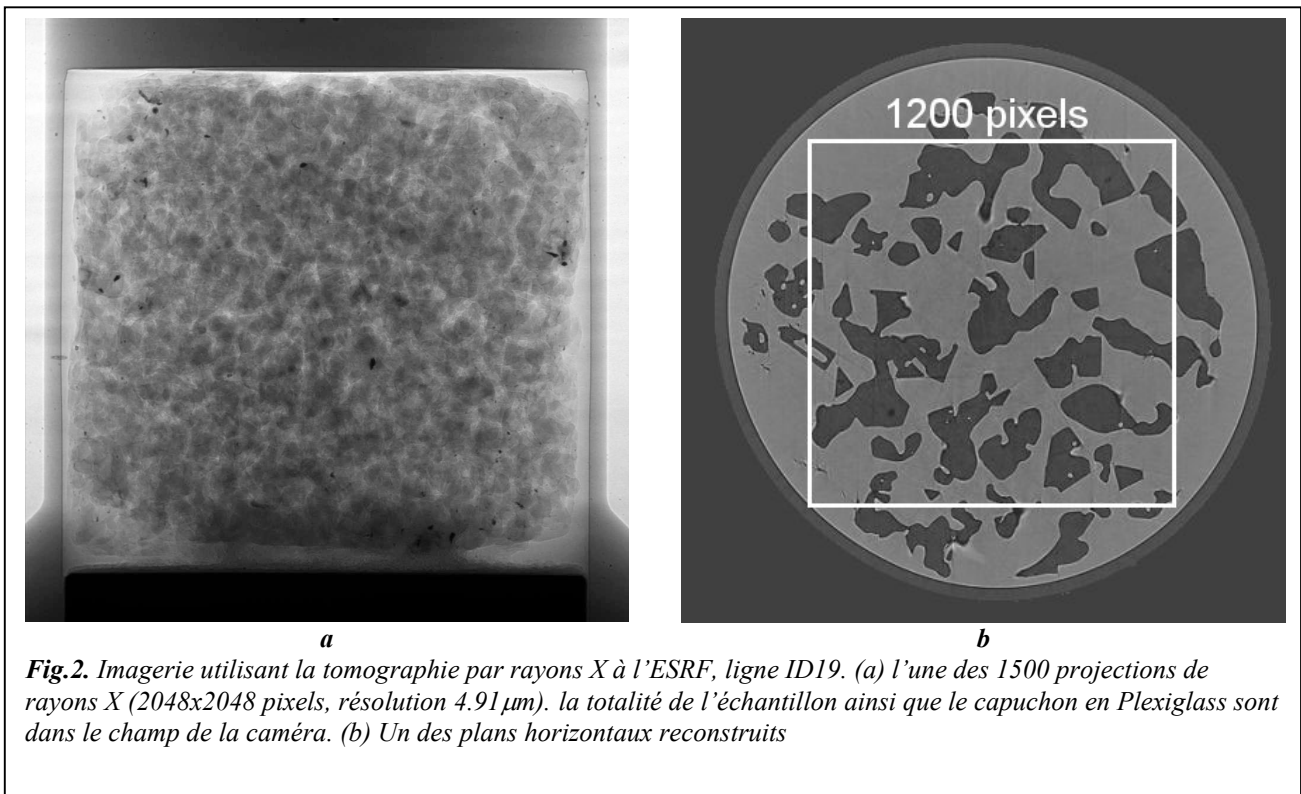 1200 pixels
a b
Fig.2. Imagerie utilisant la tomographie par rayons X à l'ESRF, ligne ID19. (a) l'une des 1500 projections de
rayons X (2048x2048 pixels, résolution 4.91µm). la totalité de l'échantillon ainsi que le capuchon en Plexiglass sont
dans le champ de la caméra. (b) Un des plans horizontaux reconstruits